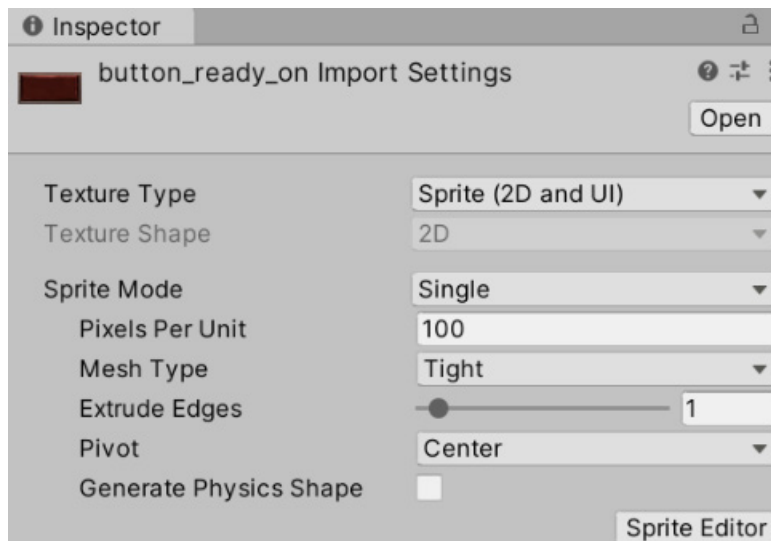 Inspector
button_ready_on Import Settings
Open
Texture Type Sprite (2D and UI)
Texture Shape 2D
Sprite Mode Single
Pixels Per Unit 100
Mesh Type Tight
Extrude Edges 1
Pivot Center
Generate Physics Shape
Sprite Editor